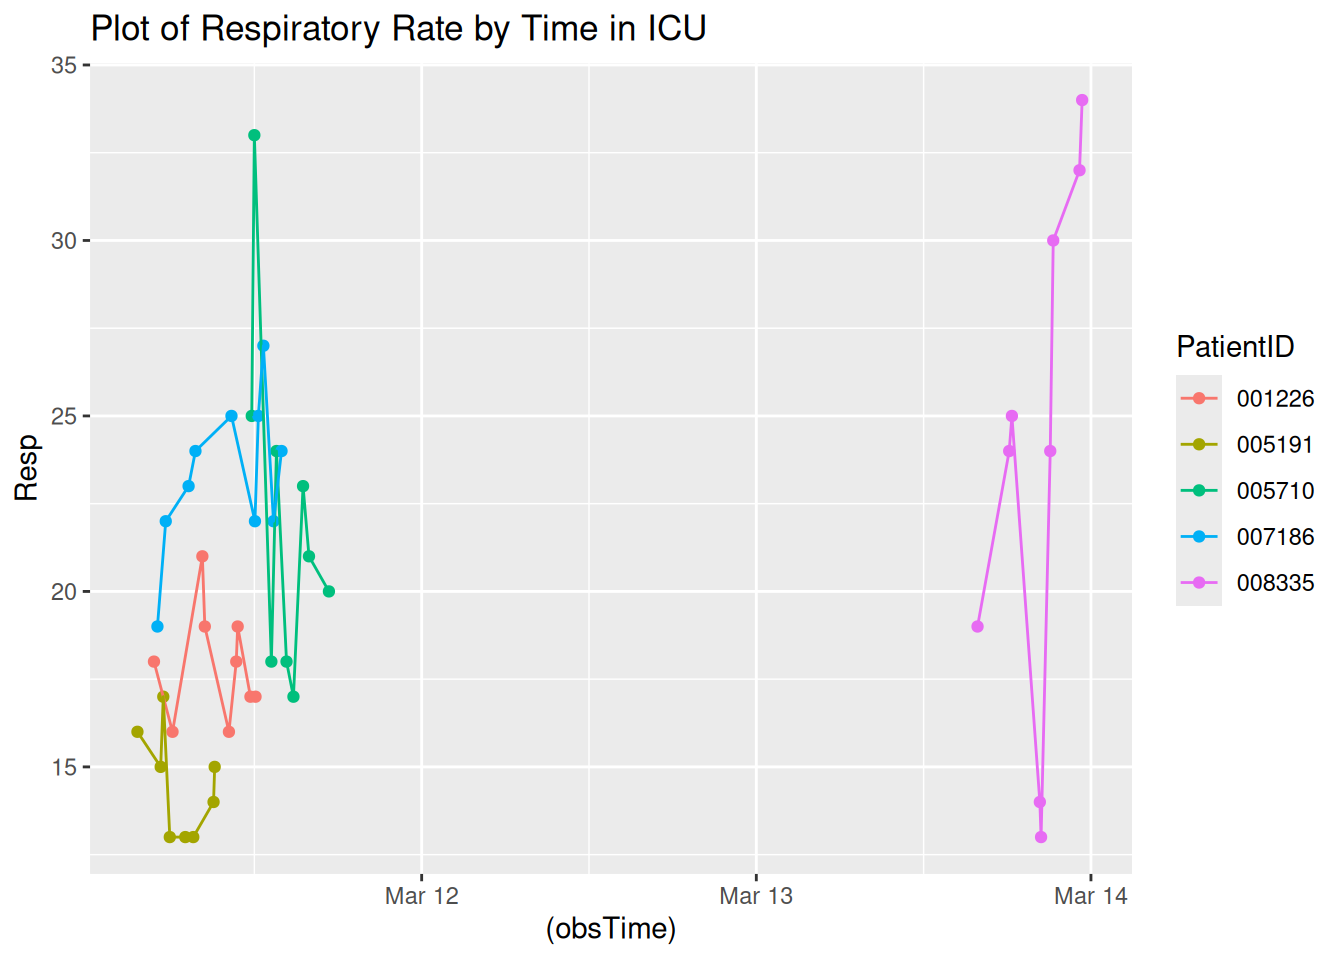 Plot of Respiratory Rate by Time in ICU
35
30
25
20
15
Resp
Mar 12
Mar 13
Mar 14
(obsTime)
PatientID
001226
005191
005710
007186
008335